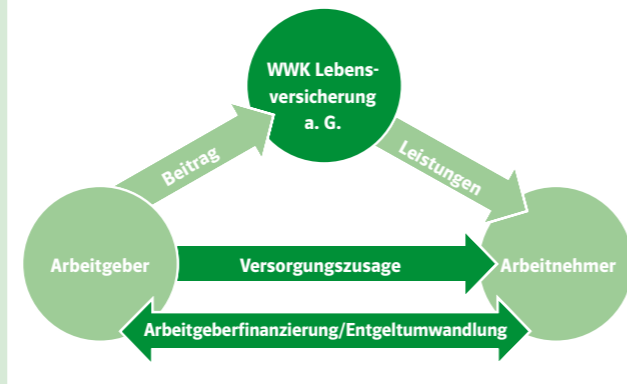 WWK Lebens-
versicherung
a. G.
Beitrag
Leistungen
Arbeitgeber
Versorgungszusage
Arbeitnehmer
Arbeitgeberfinanzierung/Entgeltumwandlung